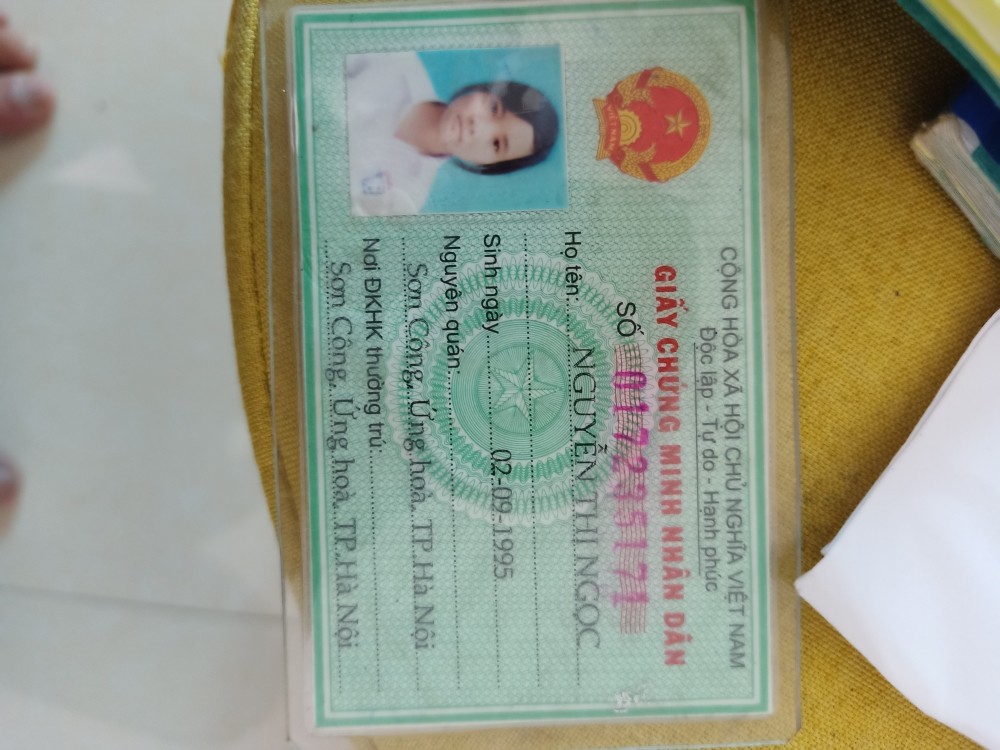 CỘNG HÒA XÃ HỘI CHỦ NGHĨA VIỆT NAM
Độc lập - Tự do - Hạnh phúc
GIẤY CHỨNG MINH NHÂN DÂN
SỐ 017235171
Họ tên: NGUYỄN THỊ NGỌC
Sinh ngày 02-09-1995
Nguyên quán:
Sơn Công, Ứng hoà, TP.Hà Nội
Nơi ĐKHK thường trú:
Sơn Công, Ứng hoà, TP.Hà Nội
VIỆT NAM